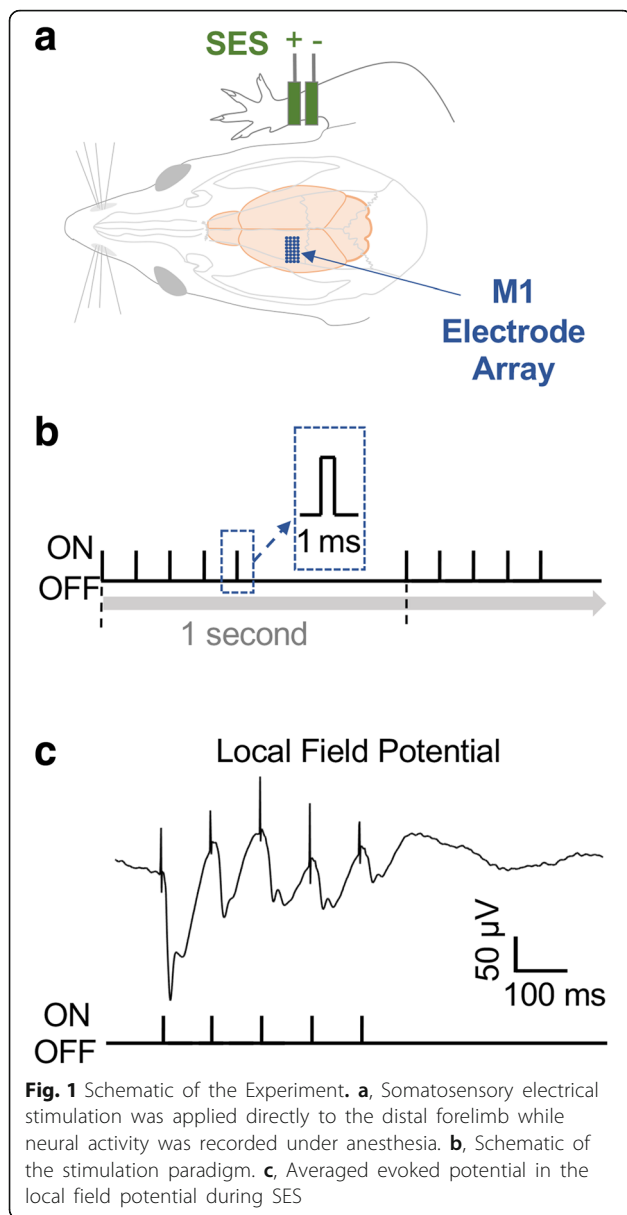 a
SES + -
M1
Electrode
Array
b
1 ms
ON
OFF
1 second
c
Local Field Potential
50 µV
100 ms
ON
OFF
Fig. 1 Schematic of the Experiment. a, Somatosensory electrical
stimulation was applied directly to the distal forelimb while
neural activity was recorded under anesthesia. b, Schematic of
the stimulation paradigm. c, Averaged evoked potential in the
local field potential during SES